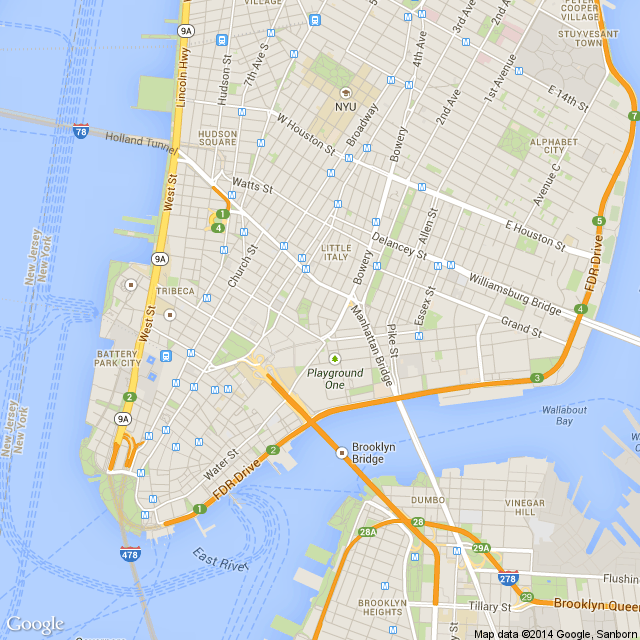 VILLAGE
PETER
COOPER
VILLAGE
STUYVESANT
TOWN
9A
Lincoln Hwy
Hudson St
7th Ave S
3rd Ave
4th Ave
2nd Ave
1st Avenue
E 14th St
NYU
Broadway
Bowery
7
78
Holland Tunnel
HUDSON
SQUARE
W Houston St
ALPHABET
CITY
Avenue C
West St
Watts St
1
4
Allen St
E Houston St
5
FDR Drive
New Jersey
New York
9A
Church St
LITTLE
ITALY
Delancey St
Bowery
Williamsburg Bridge
TRIBECA
West St
Essex St
Grand St
4
Manhattan Bridge
Pike St
BATTERY
PARK CITY
Playground
One
3
2
9A
New Jersey
New York
Wallabout
Bay
Water St
2
Brooklyn
Bridge
FDR Drive
1
DUMBO
VINEGAR
HILL
28A
28
29A
478
East River
278
Flushing
29
BROOKLYN
HEIGHTS
Tillary St
Brooklyn Quee
Google
Map data ©2014 Google, Sanborn